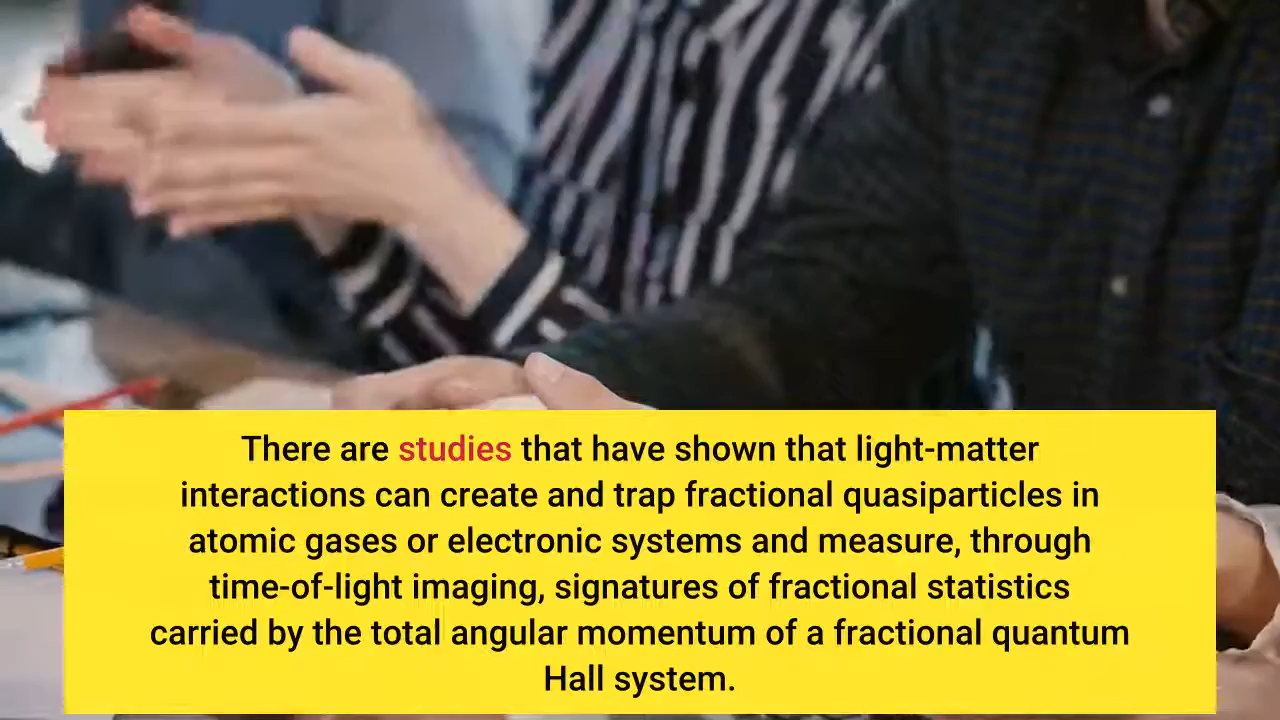 There are studies that have shown that light-matter
interactions can create and trap fractional quasiparticles in
atomic gases or electronic systems and measure, through
time-of-light imaging, signatures of fractional statistics
carried by the total angular momentum of a fractional quantum
Hall system.